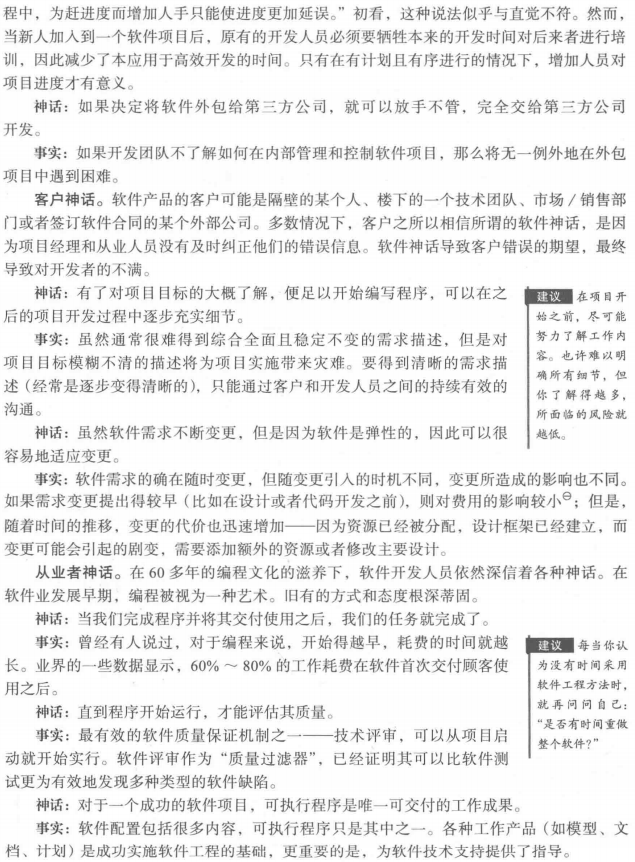 程中，为赶进度而增加人手只能使进度更加延误。”初看，这种说法似乎与直觉不符。然而，
当新人加入到一个软件项目后，原有的开发人员必须要牺牲本来的开发时间对后来者进行培
训，因此减少了本应用于高效开发的时间。只有在有计划且有序进行的情况下，增加人员对
项目进度才有意义。
神话：如果决定将软件外包给第三方公司，就可以放手不管，完全交给第三方公司
开发。
事实：如果开发团队不了解如何在内部管理和控制软件项目，那么将无一例外地在外包
项目中遇到困难。
客户神话。软件产品的客户可能是隔壁的某个人、楼下的一个技术团队、市场/销售部
门或者签订软件合同的某个外部公司。多数情况下，客户之所以相信所谓的软件神话，是因
为项目经理和从业人员没有及时纠正他们的错误信息。软件神话导致客户错误的期望，最终
导致对开发者的不满。
神话：有了对项目目标的大概了解，便足以开始编写程序，可以在之
后的项目开发过程中逐步充实细节。
事实：虽然通常很难得到综合全面且稳定不变的需求描述，但是对
项目目标模糊不清的描述将为项目实施带来灾难。要得到清晰的需求描
述（经常是逐步变得清晰的），只能通过客户和开发人员之间的持续有效的
沟通。
神话：虽然软件需求不断变更，但是因为软件是弹性的，因此可以很
容易地适应变更。
建议 在项目开
始之前，尽可能
努力了解工作内
容。也许难以明
确所有细节，但
你了解得越多，
所面临的风险就
越低。
事实：软件需求的确在随时变更，但随变更引入的时机不同，变更所造成的影响也不同。
如果需求变更提出得较早（比如在设计或者代码开发之前），则对费用的影响较小⊖；但是，
随着时间的推移，变更的代价也迅速增加——因为资源已经被分配，设计框架已经建立，而
变更可能会引起的剧变，需要添加额外的资源或者修改主要设计。
从业者神话。在 60 多年的编程文化的滋养下，软件开发人员依然深信着各种神话。在
软件业发展早期，编程被视为一种艺术。旧有的方式和态度根深蒂固。
神话：当我们完成程序并将其交付使用之后，我们的任务就完成了。
事实：曾经有人说过，对于编程来说，开始得越早，耗费的时间就越
长。业界的一些数据显示，60% ～ 80% 的工作耗费在软件首次交付顾客使
用之后。
神话：直到程序开始运行，才能评估其质量。
事实：最有效的软件质量保证机制之一——技术评审，可以从项目启
动就开始实行。软件评审作为“质量过滤器”，已经证明其可以比软件测
试更为有效地发现多种类型的软件缺陷。
建议 每当你认
为没有时间采用
软件工程方法时，
就再问问自己：
“是否有时间重做
整个软件？”
神话：对于一个成功的软件项目，可执行程序是唯一可交付的工作成果。
事实：软件配置包括很多内容，可执行程序只是其中之一。各种工作产品（如模型、文
档、计划）是成功实施软件工程的基础，更重要的是，为软件技术支持提供了指导。